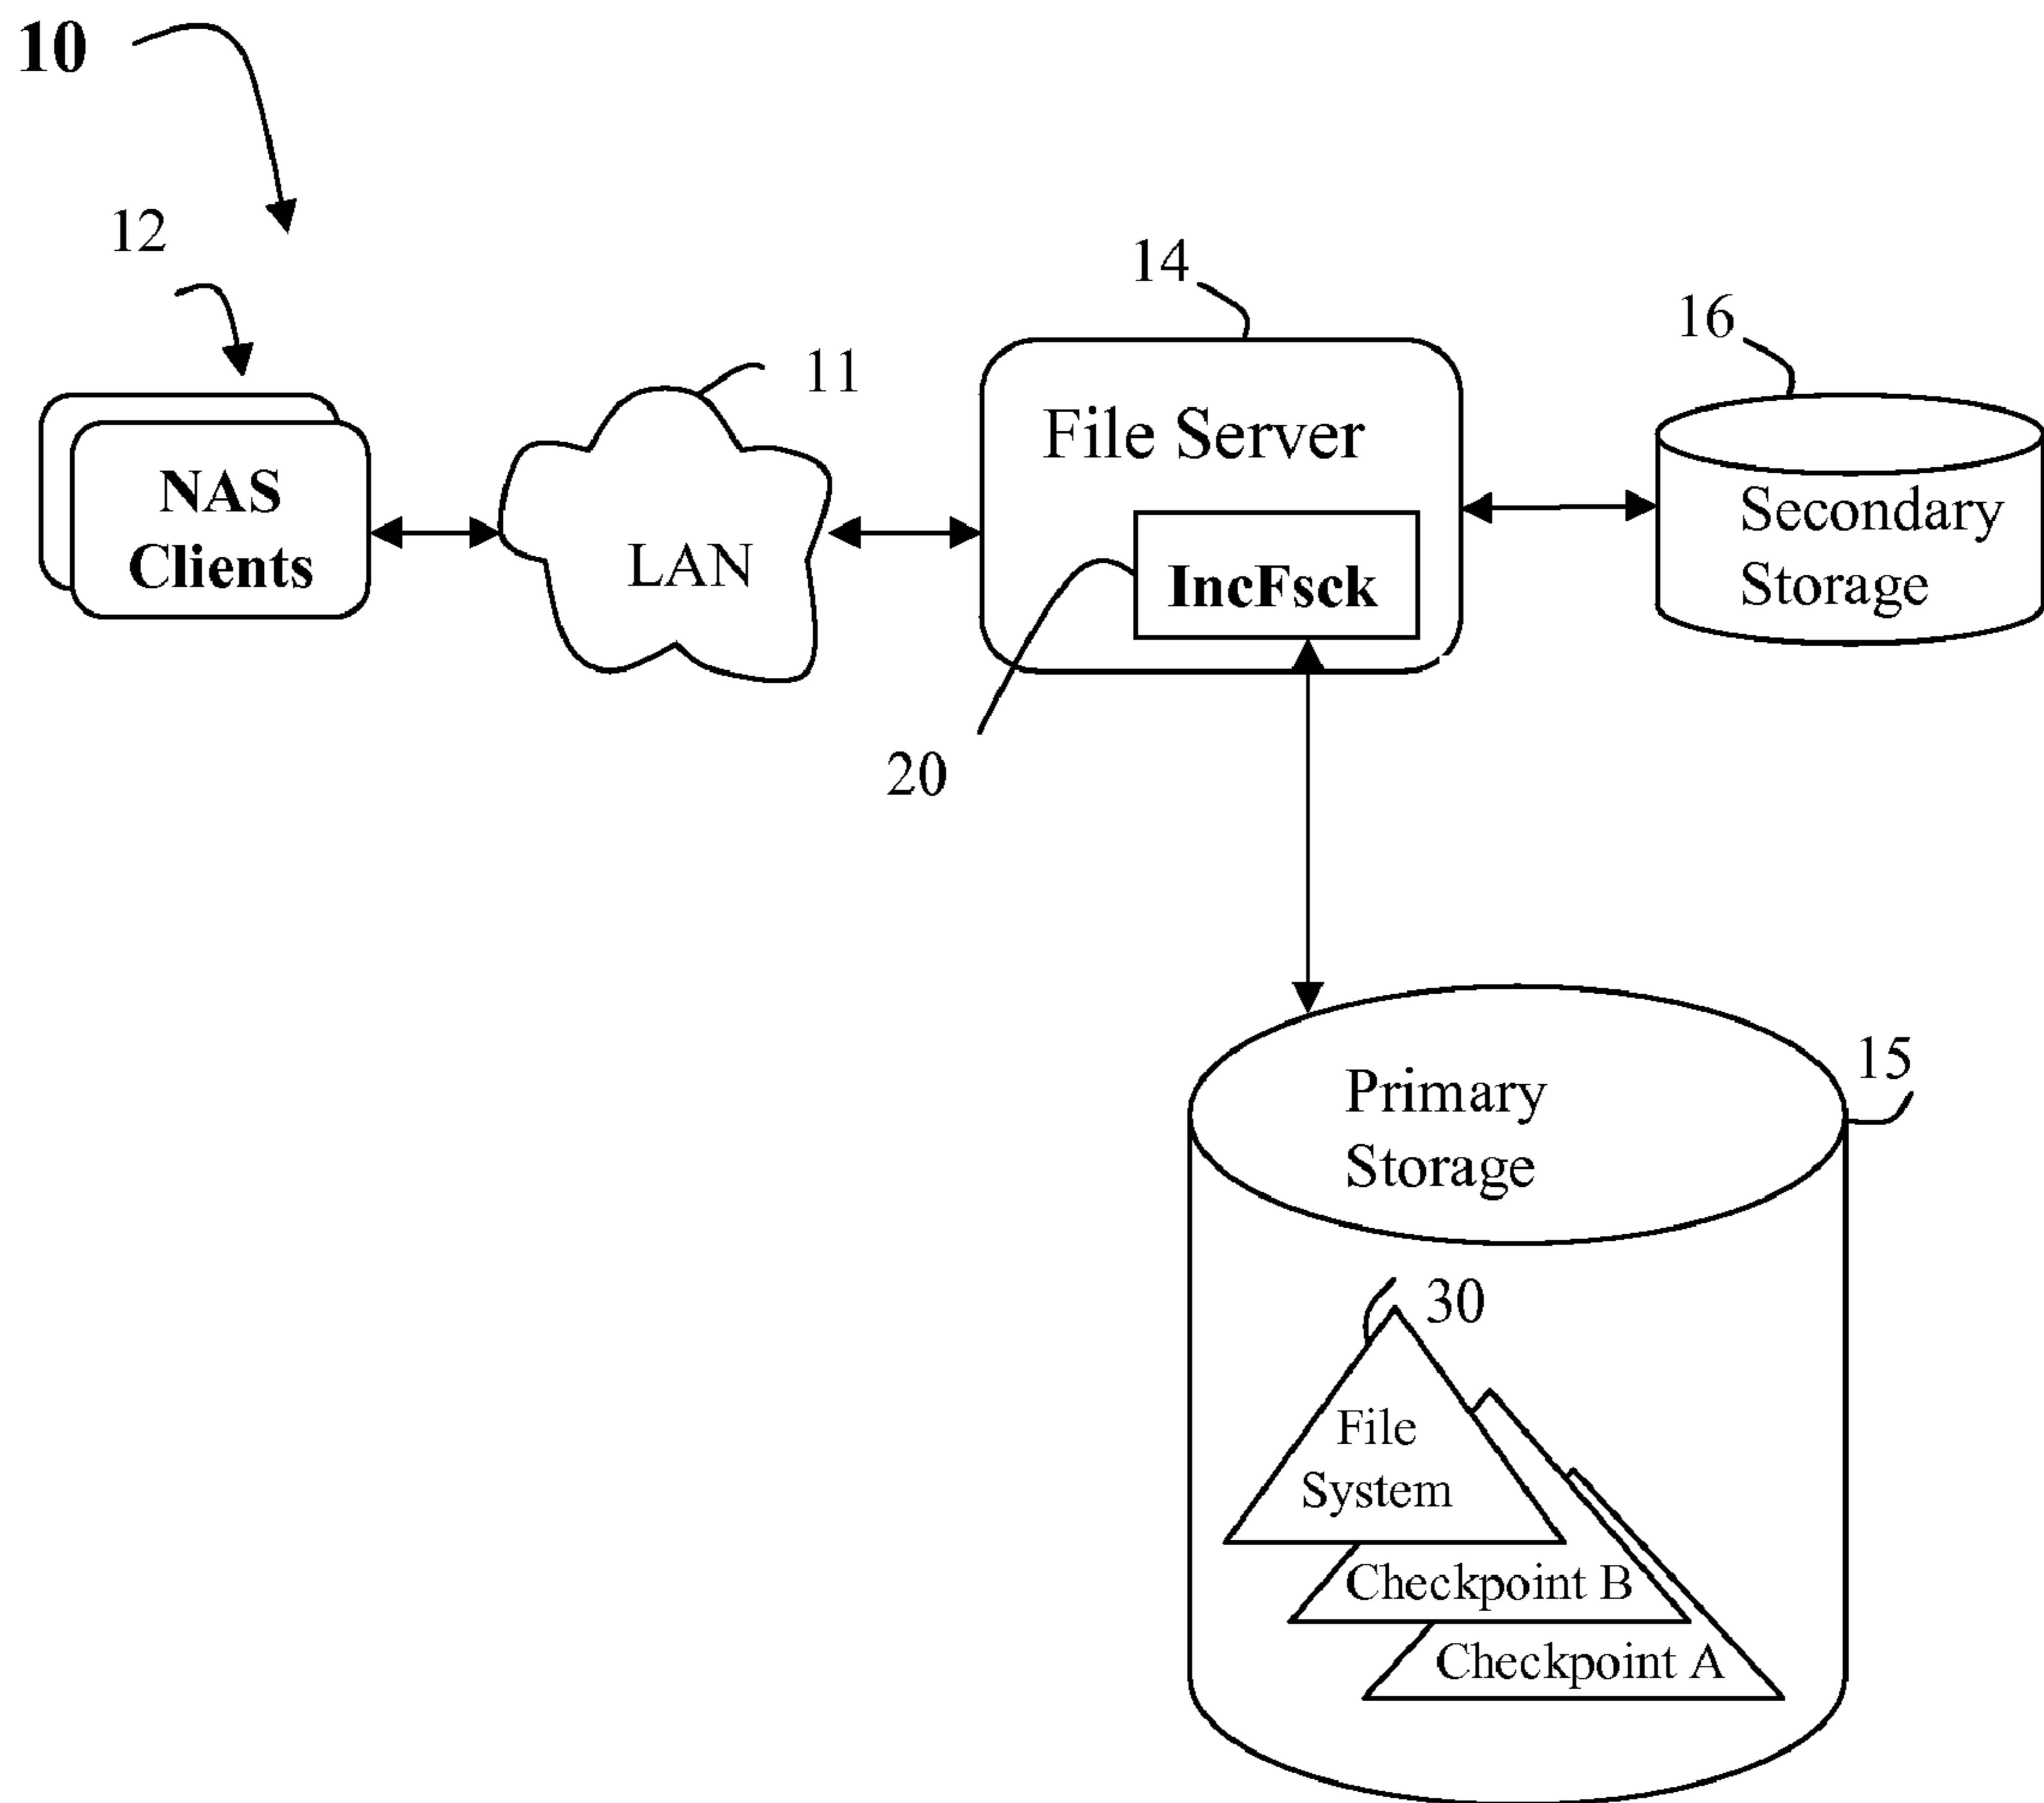 10
12
14
16
11
File Server
NAS
Clients
LAN
IncFsck
Secondary
Storage
20
15
Primary
Storage
30
File
System
Checkpoint B
Checkpoint A